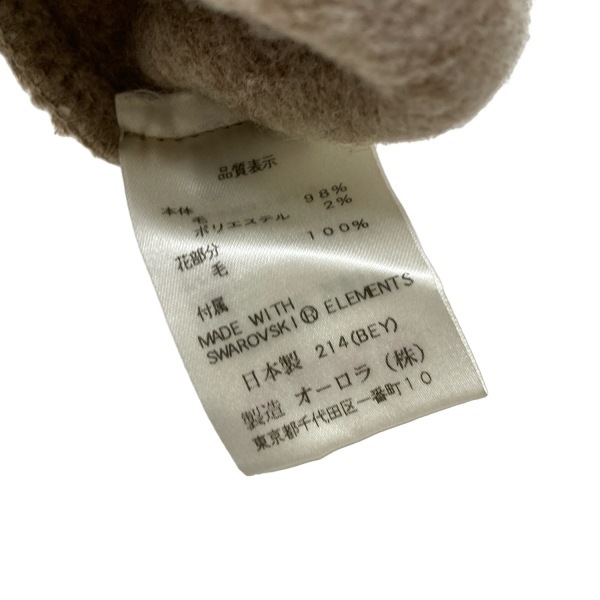 品質表示
本体
毛 98%
ポリエステル 2%
花部分
毛 100%
付属
MADE WITH
SWAROVSKI® ELEMENTS
日本製 214(BEY)
製造 オーロラ（株）
東京都千代田区一番町10